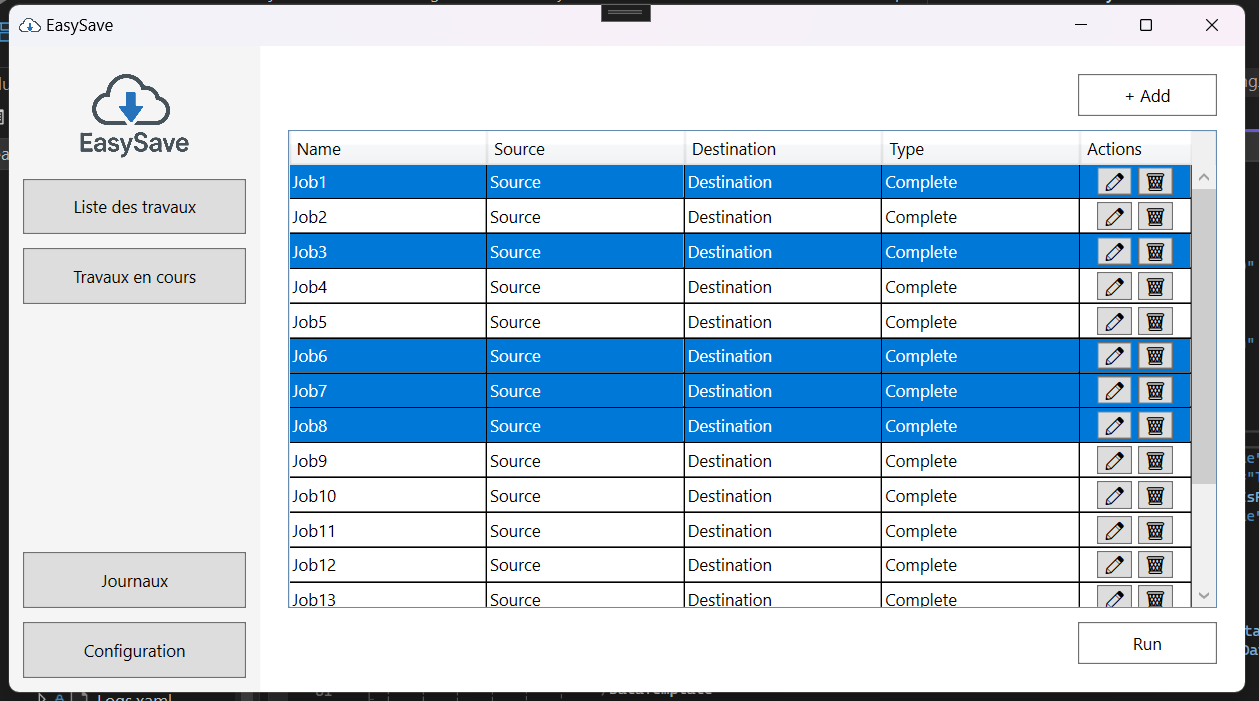 EasySave
EasySave
Liste des travaux
Travaux en cours
Journaux
Configuration
+ Add
Name Source Destination Type Actions
Job1 Source Destination Complete
Job2 Source Destination Complete
Job3 Source Destination Complete
Job4 Source Destination Complete
Job5 Source Destination Complete
Job6 Source Destination Complete
Job7 Source Destination Complete
Job8 Source Destination Complete
Job9 Source Destination Complete
Job10 Source Destination Complete
Job11 Source Destination Complete
Job12 Source Destination Complete
Job13 Source Destination Complete
Run
Logs.xaml